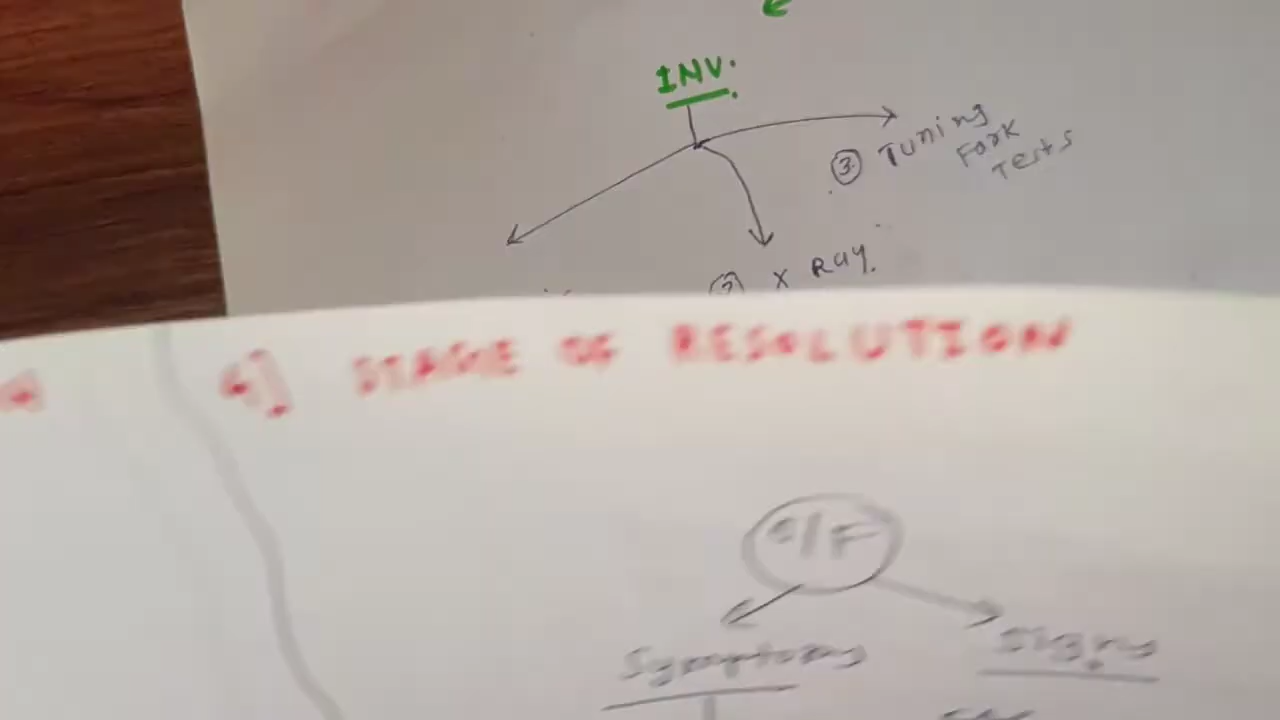 INV.
③ Tuning
Fork
Tests
② X Ray.
4] STAGE OF RESOLUTION
C/F
Symptoms
Signs